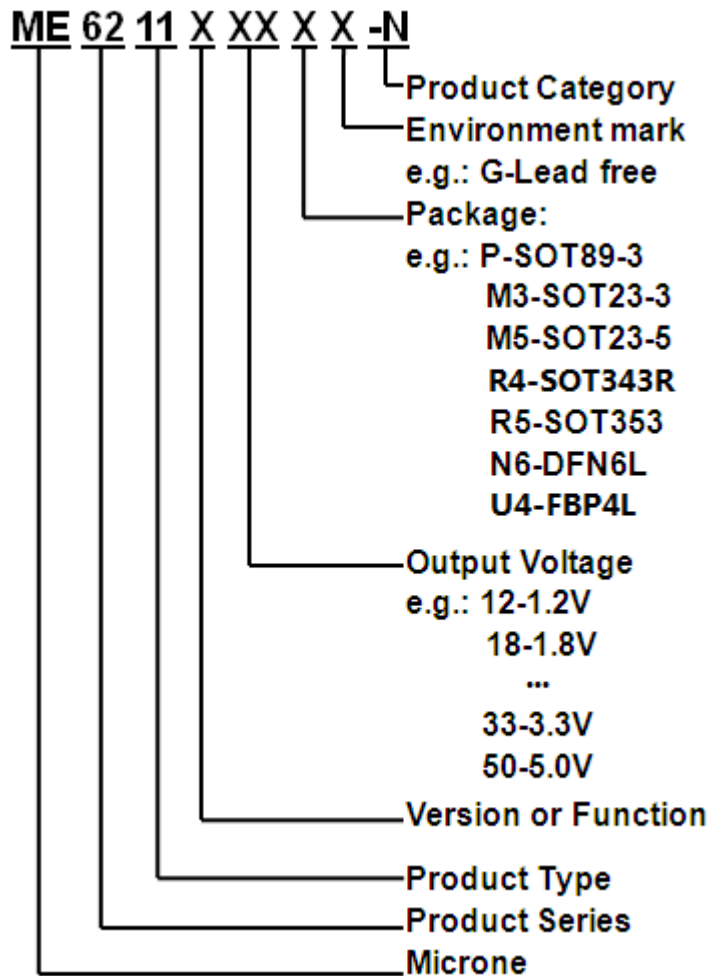 ME 62 11 X XX X X -N
Product Category
Environment mark
e.g.: G-Lead free
Package:
e.g.: P-SOT89-3
M3-SOT23-3
M5-SOT23-5
R4-SOT343R
R5-SOT353
N6-DFN6L
U4-FBP4L
Output Voltage
e.g.: 12-1.2V
18-1.8V
...
33-3.3V
50-5.0V
Version or Function
Product Type
Product Series
Microne